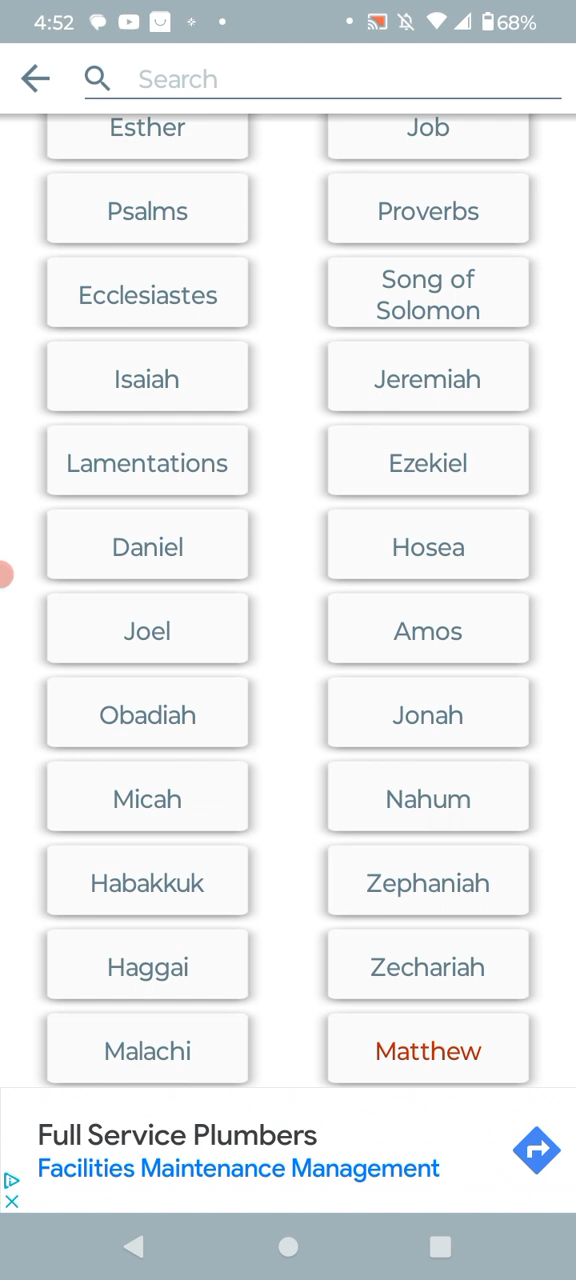 4:52
68%
Search
Esther
Job
Psalms
Proverbs
Ecclesiastes
Song of
Solomon
Isaiah
Jeremiah
Lamentations
Ezekiel
Daniel
Hosea
Joel
Amos
Obadiah
Jonah
Micah
Nahum
Habakkuk
Zephaniah
Haggai
Zechariah
Malachi
Matthew
Full Service Plumbers
Facilities Maintenance Management